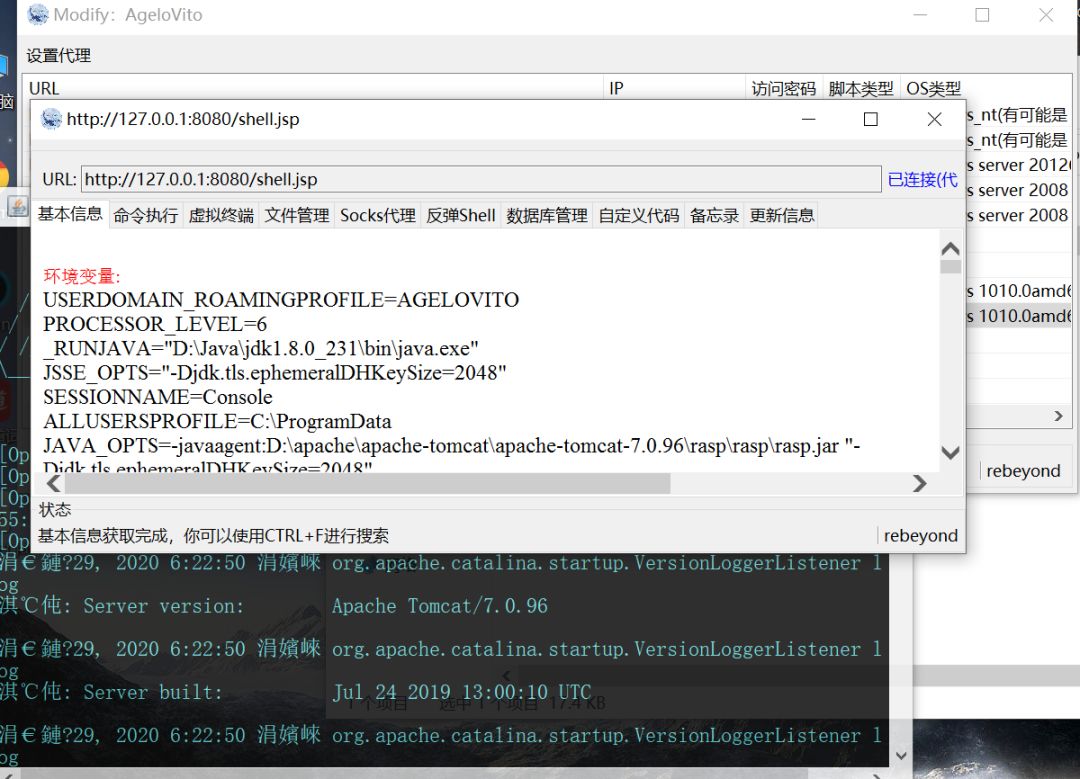 Modify: AgeloVito
设置代理
URL IP 访问密码 脚本类型 OS类型
http://127.0.0.1:8080/shell.jsp
s_nt(有可能是
s_nt(有可能是
URL: http://127.0.0.1:8080/shell.jsp 已连接(代
s server 2012
s server 2008
基本信息 命令执行 虚拟终端 文件管理 Socks代理 反弹Shell 数据库管理 自定义代码 备忘录 更新信息
s server 2008
环境变量:
USERDOMAIN_ROAMINGPROFILE=AGELOVITO
s 1010.0amd6
PROCESSOR_LEVEL=6
s 1010.0amd6
_RUNJAVA="D:\Java\jdk1.8.0_231\bin\java.exe"
JSSE_OPTS="-Djdk.tls.ephemeralDHKeySize=2048"
SESSIONNAME=Console
ALLUSERSPROFILE=C:\ProgramData
JAVA_OPTS=-javaagent:D:\apache\apache-tomcat\apache-tomcat-7.0.96\rasp\rasp\rasp.jar "-
Djdk.tls.ephemeralDHKeySize=2048"
rebeyond
状态
基本信息获取完成，你可以使用CTRL+F进行搜索 rebeyond
[Op
[Op
[Op
55:
[Op
涓€鏈?29, 2020 6:22:50 涓嬪崍 org.apache.catalina.startup.VersionLoggerListener l
og
淇℃伅: Server version: Apache Tomcat/7.0.96
涓€鏈?29, 2020 6:22:50 涓嬪崍 org.apache.catalina.startup.VersionLoggerListener l
og
淇℃伅: Server built: Jul 24 2019 13:00:10 UTC
1 个项目 选中 1 个项目 17.4 KB
涓€鏈?29, 2020 6:22:50 涓嬪崍 org.apache.catalina.startup.VersionLoggerListener l
og